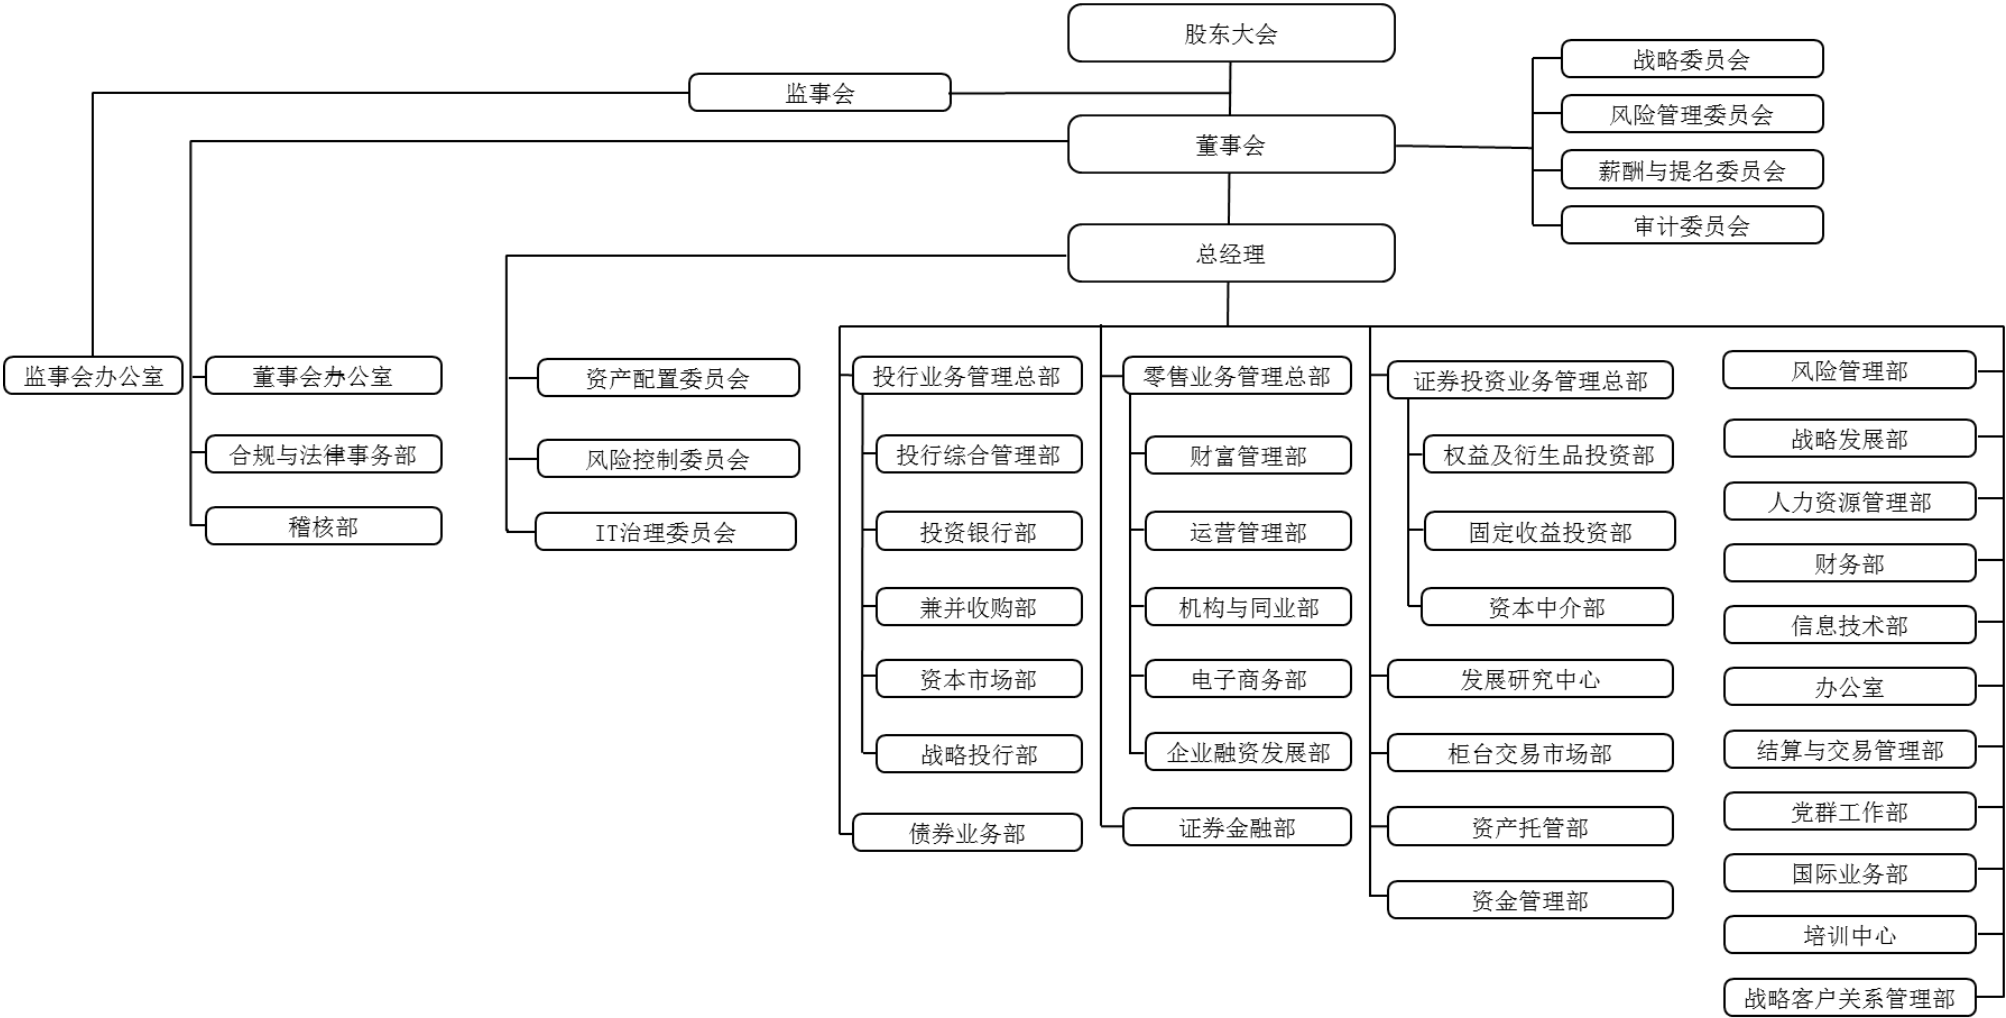 股东大会
监事会
董事会
战略委员会
风险管理委员会
薪酬与提名委员会
审计委员会
总经理
监事会办公室
董事会办公室
合规与法律事务部
稽核部
资产配置委员会
风险控制委员会
IT治理委员会
投行业务管理总部
投行综合管理部
投资银行部
兼并收购部
资本市场部
战略投行部
债券业务部
零售业务管理总部
财富管理部
运营管理部
机构与同业部
电子商务部
企业融资发展部
证券金融部
证券投资业务管理总部
权益及衍生品投资部
固定收益投资部
资本中介部
发展研究中心
柜台交易市场部
资产托管部
资金管理部
风险管理部
战略发展部
人力资源管理部
财务部
信息技术部
办公室
结算与交易管理部
党群工作部
国际业务部
培训中心
战略客户关系管理部